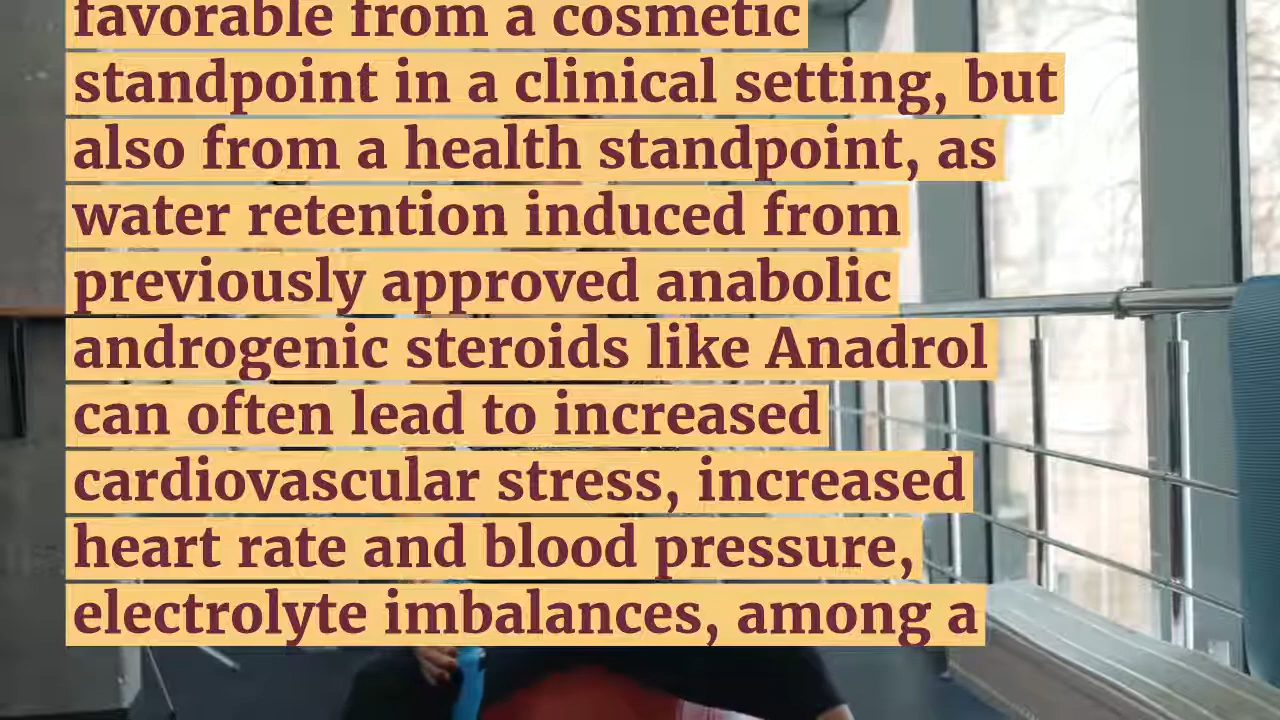 favorable from a cosmetic
standpoint in a clinical setting, but
also from a health standpoint, as
water retention induced from
previously approved anabolic
androgenic steroids like Anadrol
can often lead to increased
cardiovascular stress, increased
heart rate and blood pressure,
electrolyte imbalances, among a